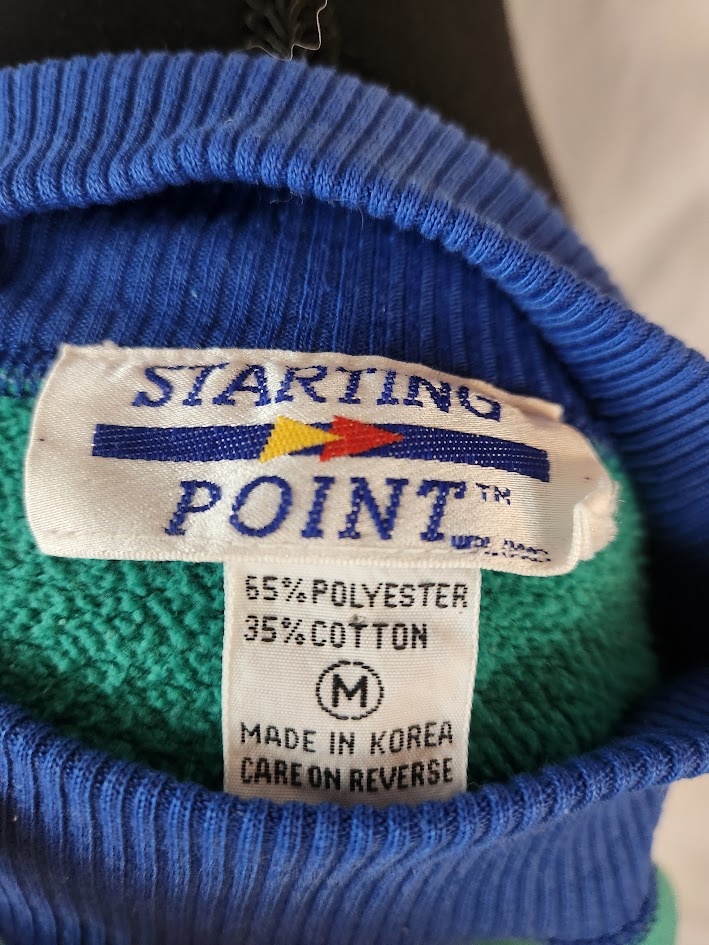 STARTING
POINT™
65% POLYESTER
35% COTTON
M
MADE IN KOREA
CARE ON REVERSE